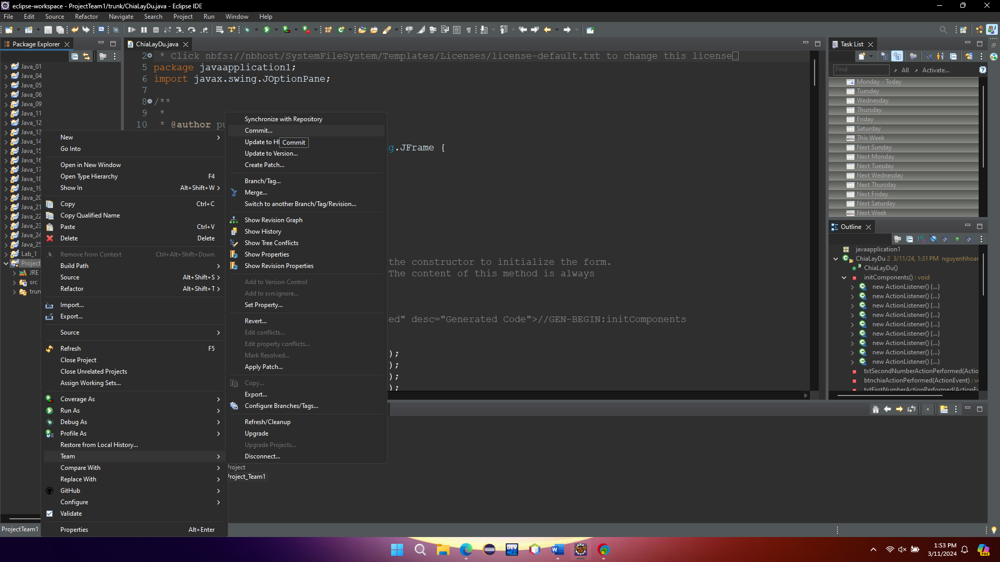 eclipse-workspace - ProjectTeam1/trunk/ChiaLayDu.java - Eclipse IDE
File Edit Source Refactor Navigate Search Project Run Window Help
Package Explorer
Java_01
Java_04
Java_05
Java_06
Java_09
Java_11
Java_12
Java_13
Java_14
Java_15
Java_16
Java_17
Java_18
Java_19
Java_20
Java_21
Java_22
Java_23
Java_24
Java_25
Lab_1
Project
JRE
src
trun
ChiaLayDu.java
2 * Click nbfs://nbhost/SystemFileSystem/Templates/Licenses/license-default.txt to change this license
5 package javaapplication1;
6 import javax.swing.JOptionPane;
7
8 /**
9 *
10 * @author pu
g.JFrame {
the constructor to initialize the form.
The content of this method is always
ed" desc="Generated Code">//GEN-BEGIN:initComponents
);
);
);
);
New
Go Into
Open in New Window
Open Type Hierarchy F4
Show In Alt+Shift+W
Copy Ctrl+C
Copy Qualified Name
Paste Ctrl+V
Delete Delete
Remove from Context Ctrl+Alt+Shift+Down
Build Path
Source Alt+Shift+S
Refactor Alt+Shift+T
Import...
Export...
Source
Refresh F5
Close Project
Close Unrelated Projects
Assign Working Sets...
Coverage As
Run As
Debug As
Profile As
Restore from Local History...
Team
Compare With
Replace With
GitHub
Configure
Validate
Properties Alt+Enter
Synchronize with Repository
Commit...
Update to H
Commit
Update to Version...
Create Patch...
Branch/Tag...
Merge...
Switch to another Branch/Tag/Revision...
Show Revision Graph
Show History
Show Tree Conflicts
Show Properties
Show Revision Properties
Add to Version Control
Add to svn:ignore...
Set Property...
Revert...
Edit conflicts...
Edit property conflicts...
Mark Resolved...
Apply Patch...
Copy...
Export...
Configure Branches/Tags...
Refresh/Cleanup
Upgrade
Upgrade Projects...
Disconnect...
Project
Project_Team1
Task List
Find
All
Activate...
Monday - Today
Tuesday
Wednesday
Thursday
Friday
Saturday
This Week
Next Sunday
Next Monday
Next Tuesday
Next Wednesday
Next Thursday
Next Friday
Next Saturday
Next Week
Outline
javaapplication1
ChiaLayDu 2 3/11/24, 1:31 PM nguyenhhoar
ChiaLayDu()
initComponents() : void
new ActionListener() {...}
new ActionListener() {...}
new ActionListener() {...}
new ActionListener() {...}
new ActionListener() {...}
new ActionListener() {...}
new ActionListener() {...}
new ActionListener() {...}
new ActionListener() {...}
txtSecondNumberActionPerformed(Actio
btnchiaActionPerformed(ActionEvent) : v
txtFirstNumberActionPerformed(ActionEv
ProjectTeam1
DEV
1:53 PM
3/11/2024
PRE